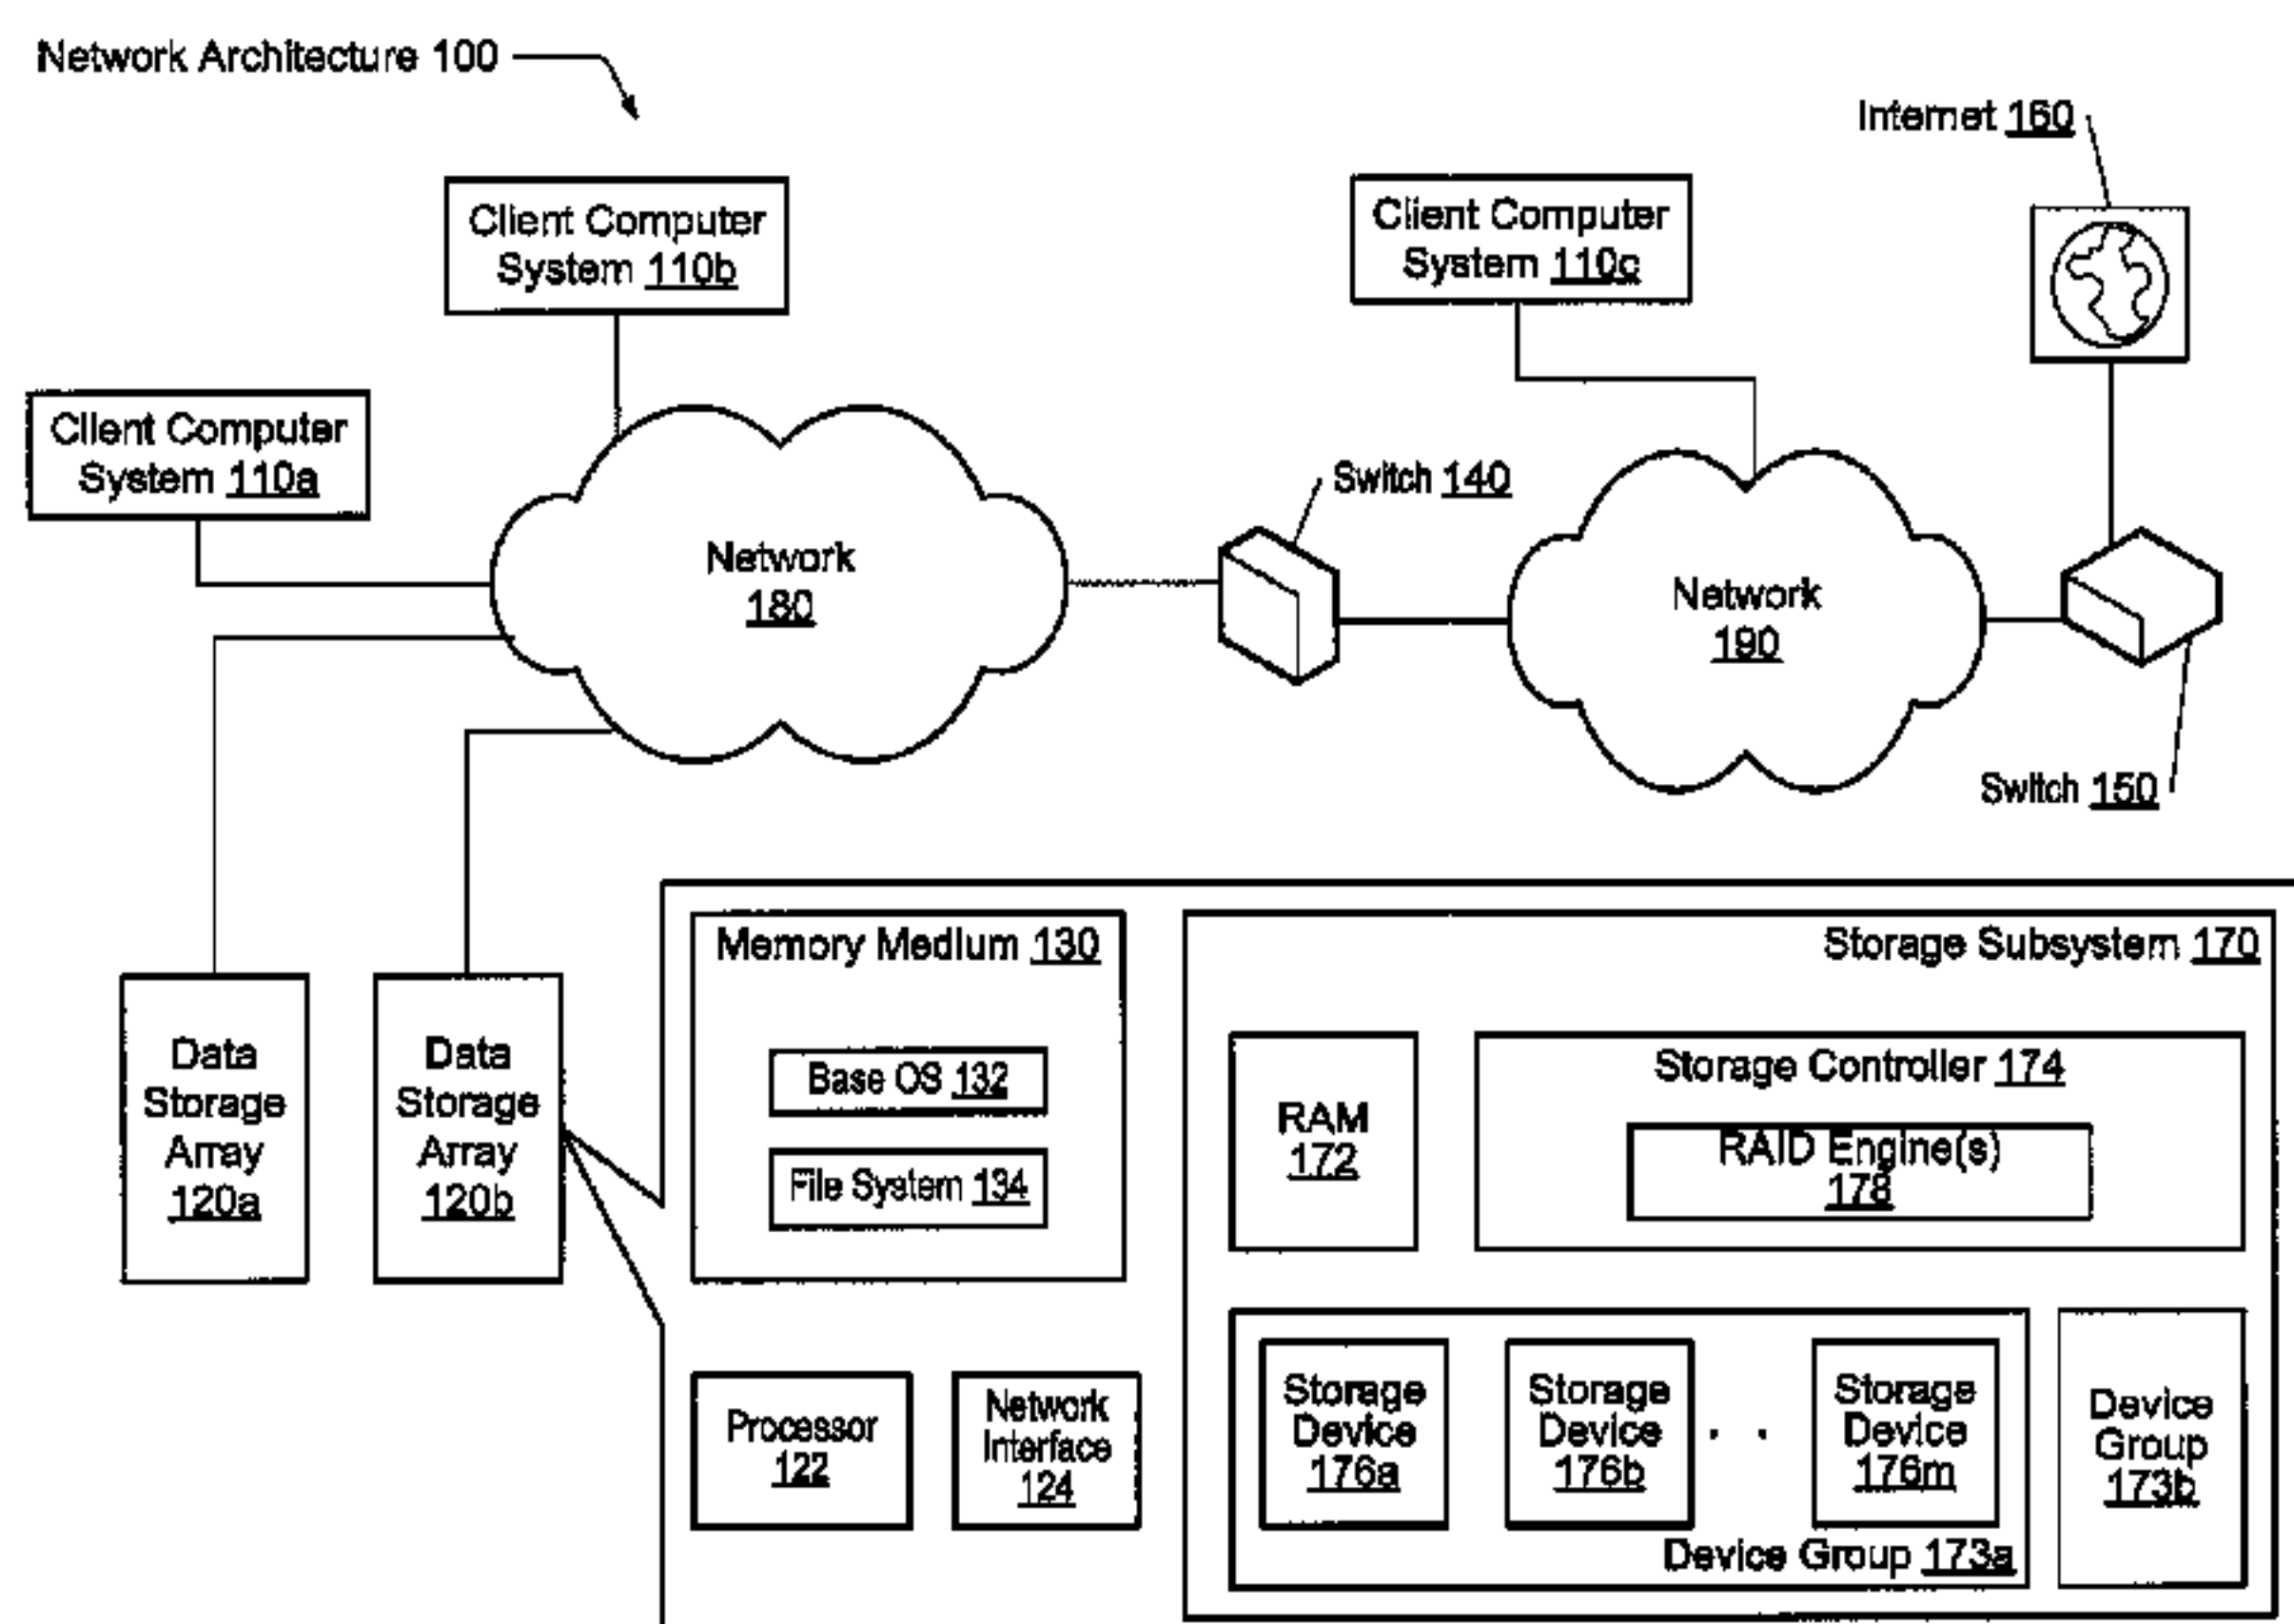 Network Architecture 100
Internet 160
Client Computer
System 110b
Client Computer
System 110c
Client Computer
System 110a
Switch 140
Network
180
Network
190
Switch 150
Memory Medium 130
Storage Subsystem 170
Data
Storage
Array
120a
Data
Storage
Array
120b
Base OS 132
File System 134
RAM
172
Storage Controller 174
RAID Engine(s)
178
Processor
122
Network
Interface
124
Storage
Device
176a
Storage
Device
176b
. .
Storage
Device
176m
Device Group 173a
Device
Group
173b